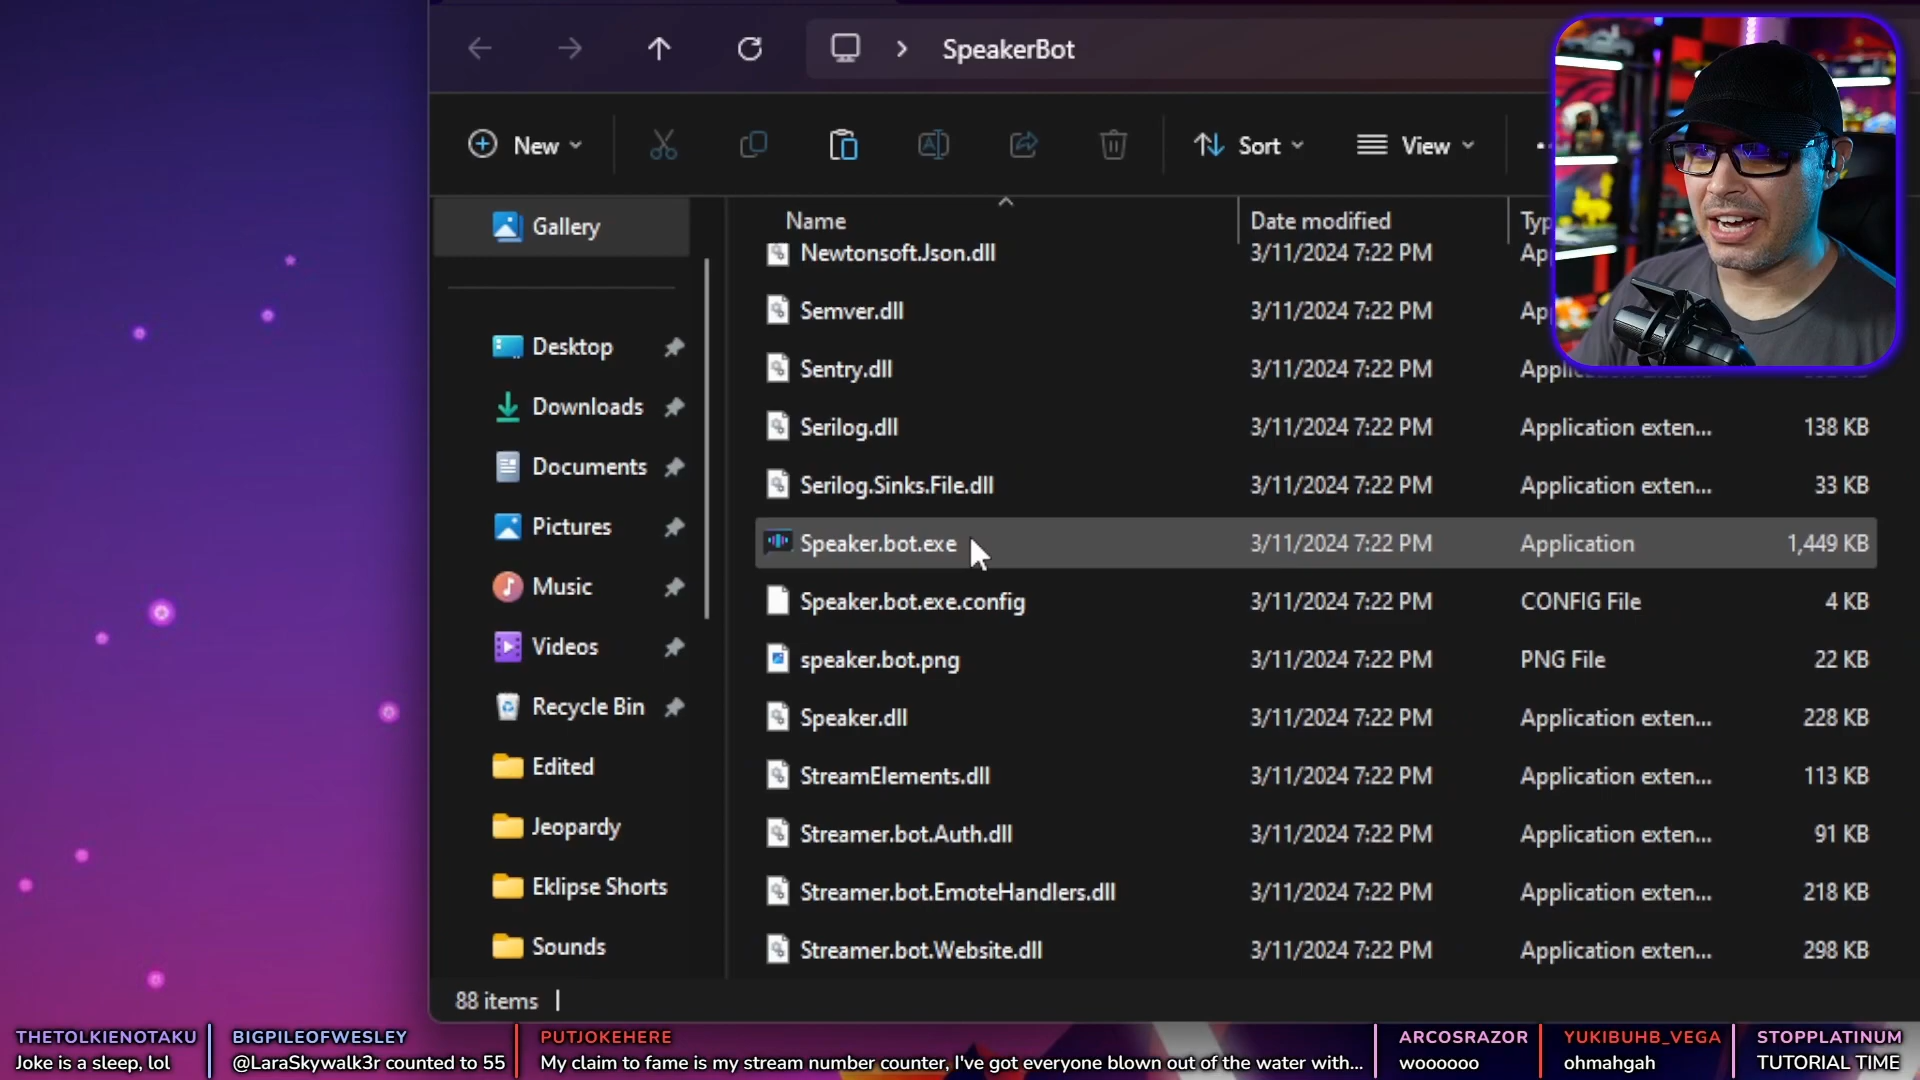 SpeakerBot
New
Sort
View
Gallery
Name
Date modified
Newtonsoft.Json.dll 3/11/2024 7:22 PM
Semver.dll 3/11/2024 7:22 PM
Desktop
Sentry.dll 3/11/2024 7:22 PM
Downloads
Serilog.dll 3/11/2024 7:22 PM Application exten... 138 KB
Documents
Serilog.Sinks.File.dll 3/11/2024 7:22 PM Application exten... 33 KB
Pictures
Speaker.bot.exe 3/11/2024 7:22 PM Application 1,449 KB
Music
Speaker.bot.exe.config 3/11/2024 7:22 PM CONFIG File 4 KB
Videos
speaker.bot.png 3/11/2024 7:22 PM PNG File 22 KB
Recycle Bin
Speaker.dll 3/11/2024 7:22 PM Application exten... 228 KB
Edited
StreamElements.dll 3/11/2024 7:22 PM Application exten... 113 KB
Jeopardy
Streamer.bot.Auth.dll 3/11/2024 7:22 PM Application exten... 91 KB
Eklipse Shorts
Streamer.bot.EmoteHandlers.dll 3/11/2024 7:22 PM Application exten... 218 KB
Sounds
Streamer.bot.Website.dll 3/11/2024 7:22 PM Application exten... 298 KB
88 items
THETOLKIENOTAKU
Joke is a sleep, lol
BIGPILEOFWESLEY
@LaraSkywalk3r counted to 55
PUTJOKEHERE
My claim to fame is my stream number counter, I've got everyone blown out of the water with...
ARCOSRAZOR
woooooo
YUKIBUHB_VEGA
ohmahgah
STOPPLATINUM
TUTORIAL TIME